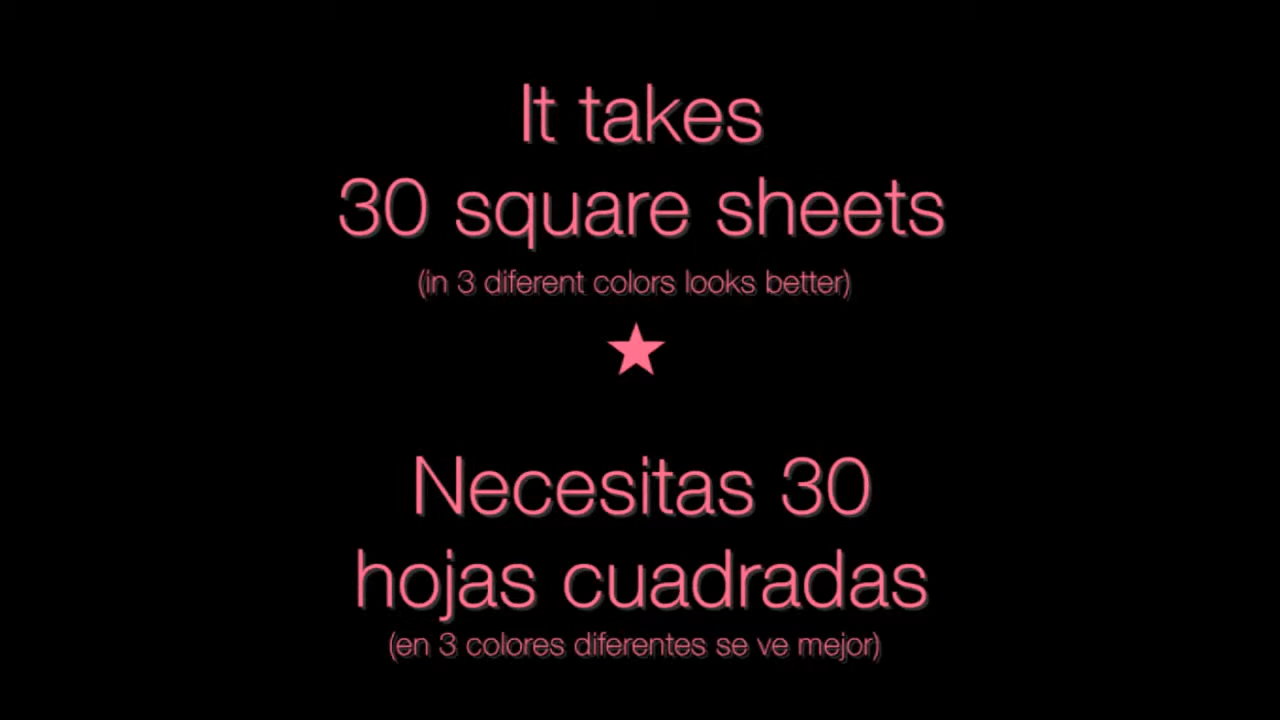 It takes
30 square sheets
(in 3 diferent colors looks better)
Necesitas 30
hojas cuadradas
(en 3 colores diferentes se ve mejor)